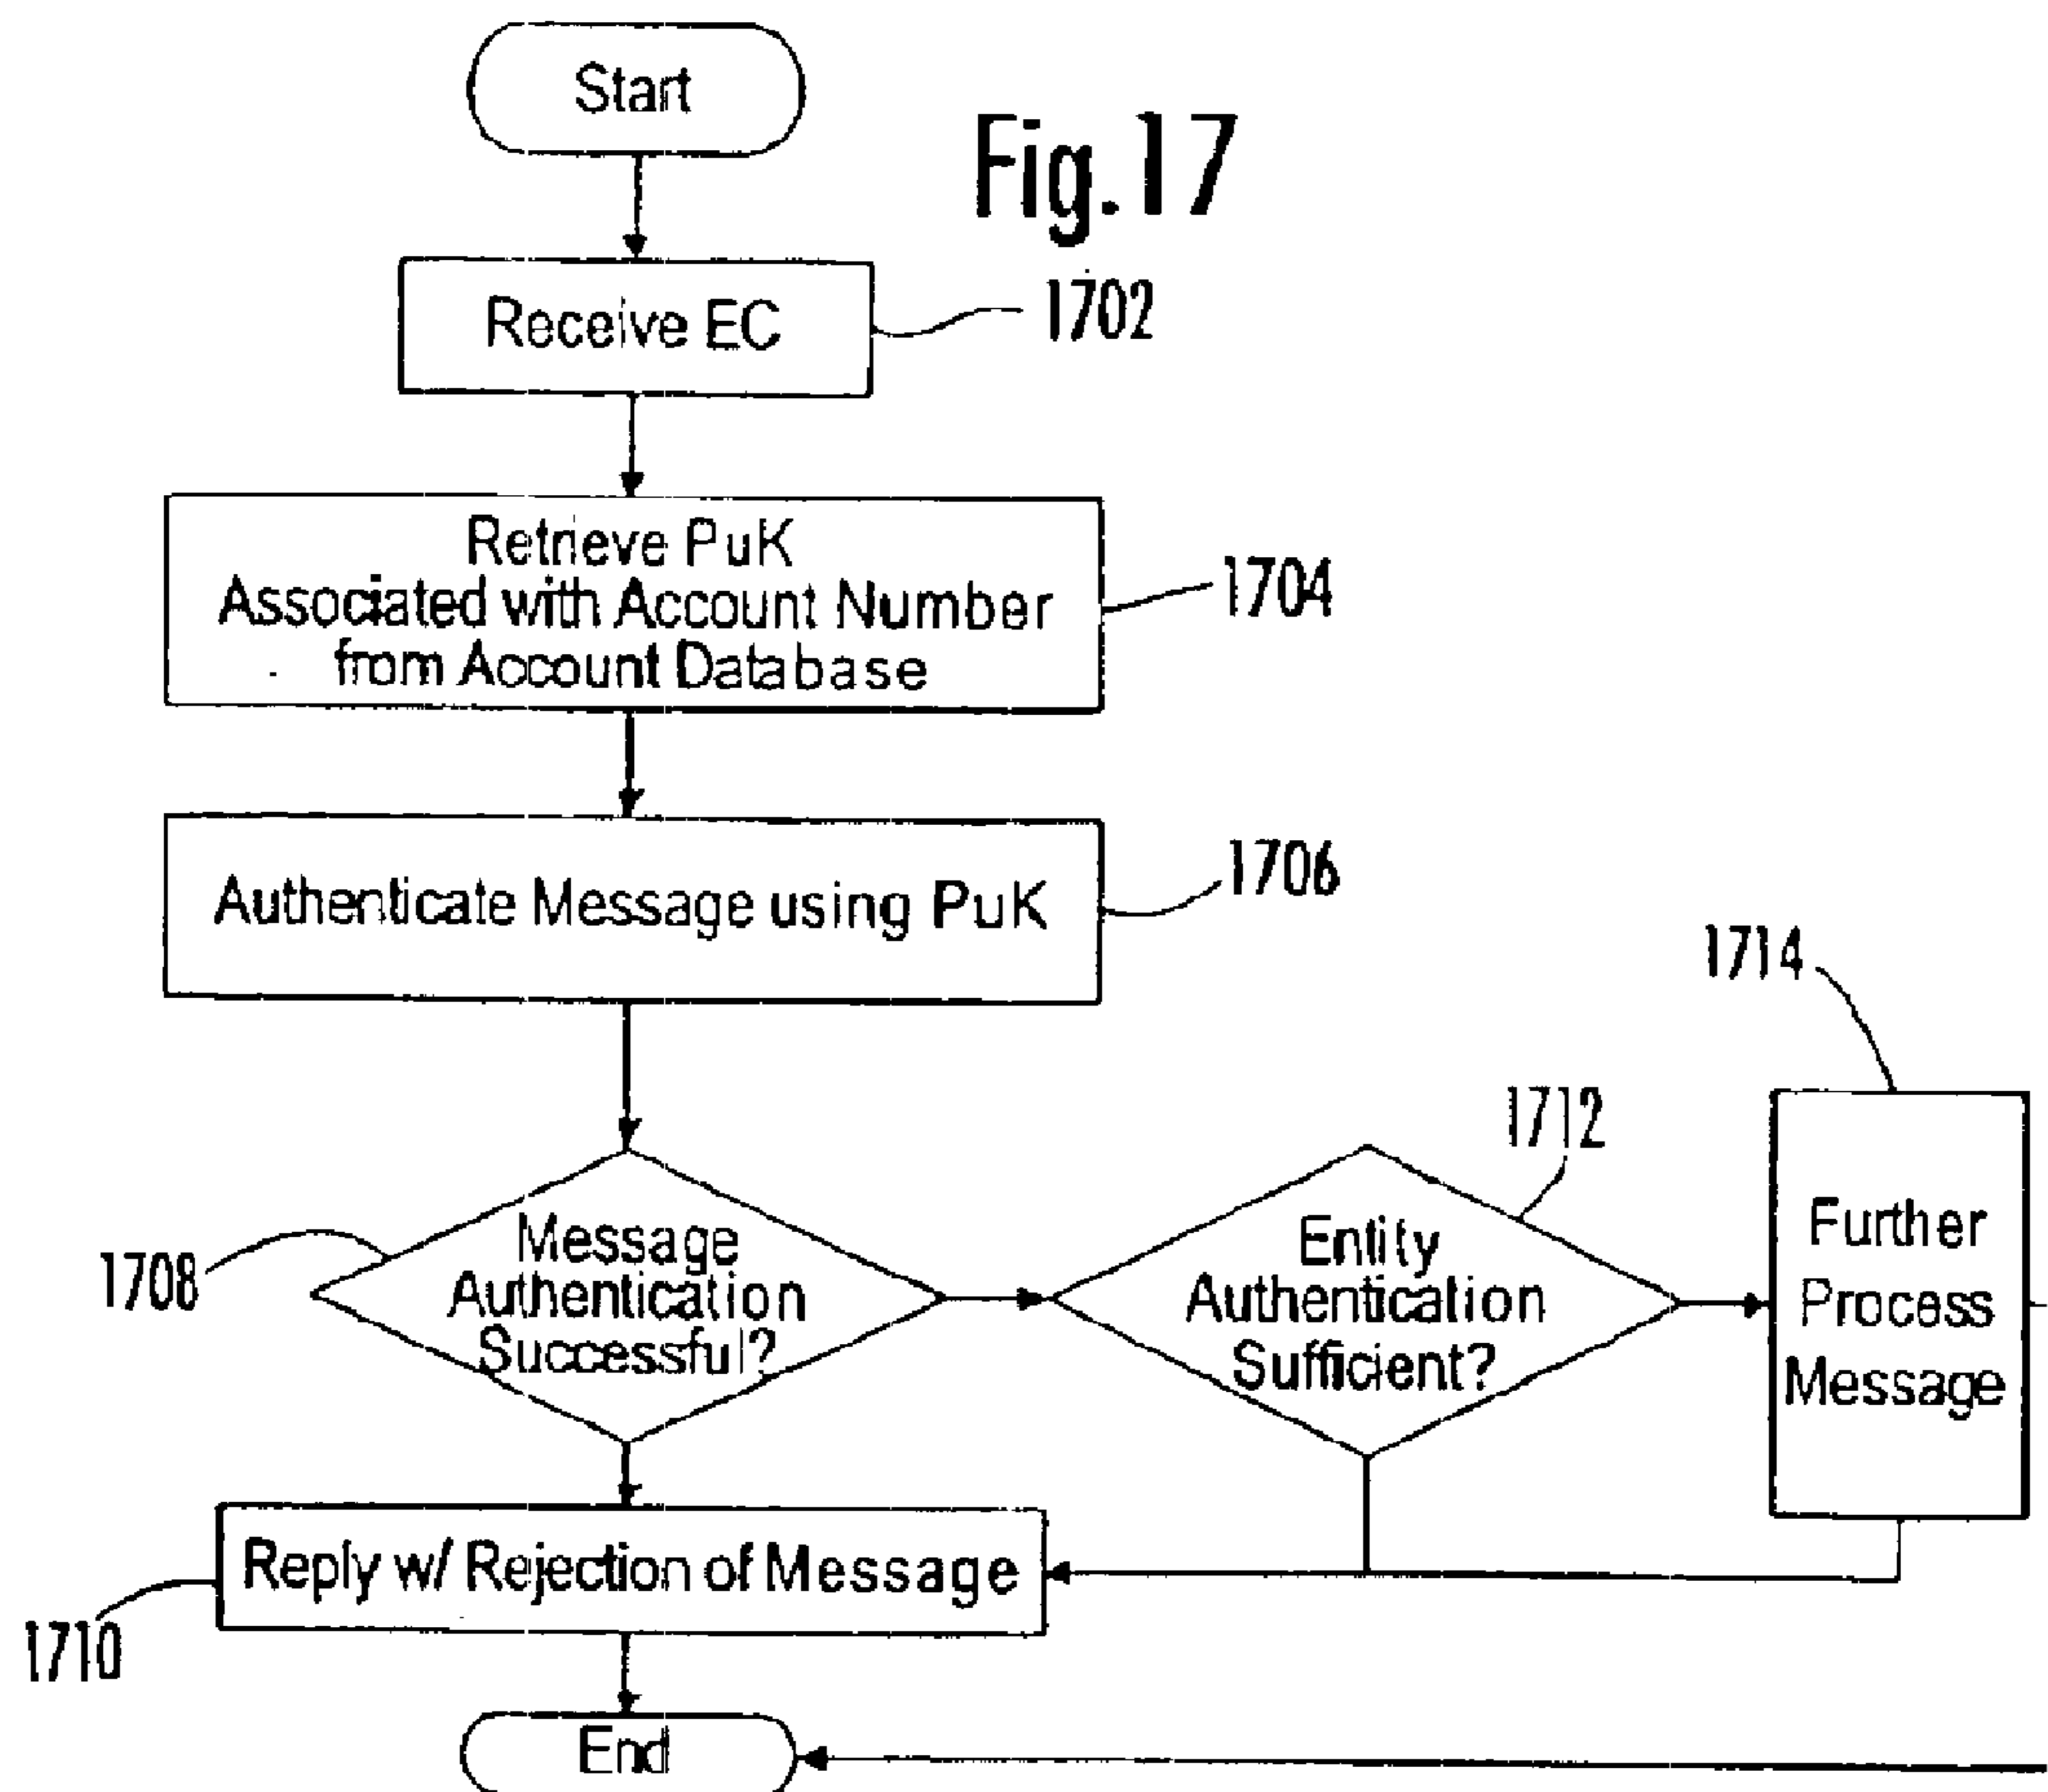 Start
Fig.17
Receive EC
1702
Retrieve PuK
Associated with Account Number
from Account Database
1704
Authenticate Message using PuK
1706
1714
1712
1708
Message
Authentication
Successful?
Entity
Authentication
Sufficient?
Further
Process
Message
Reply w/ Rejection of Message
1710
End